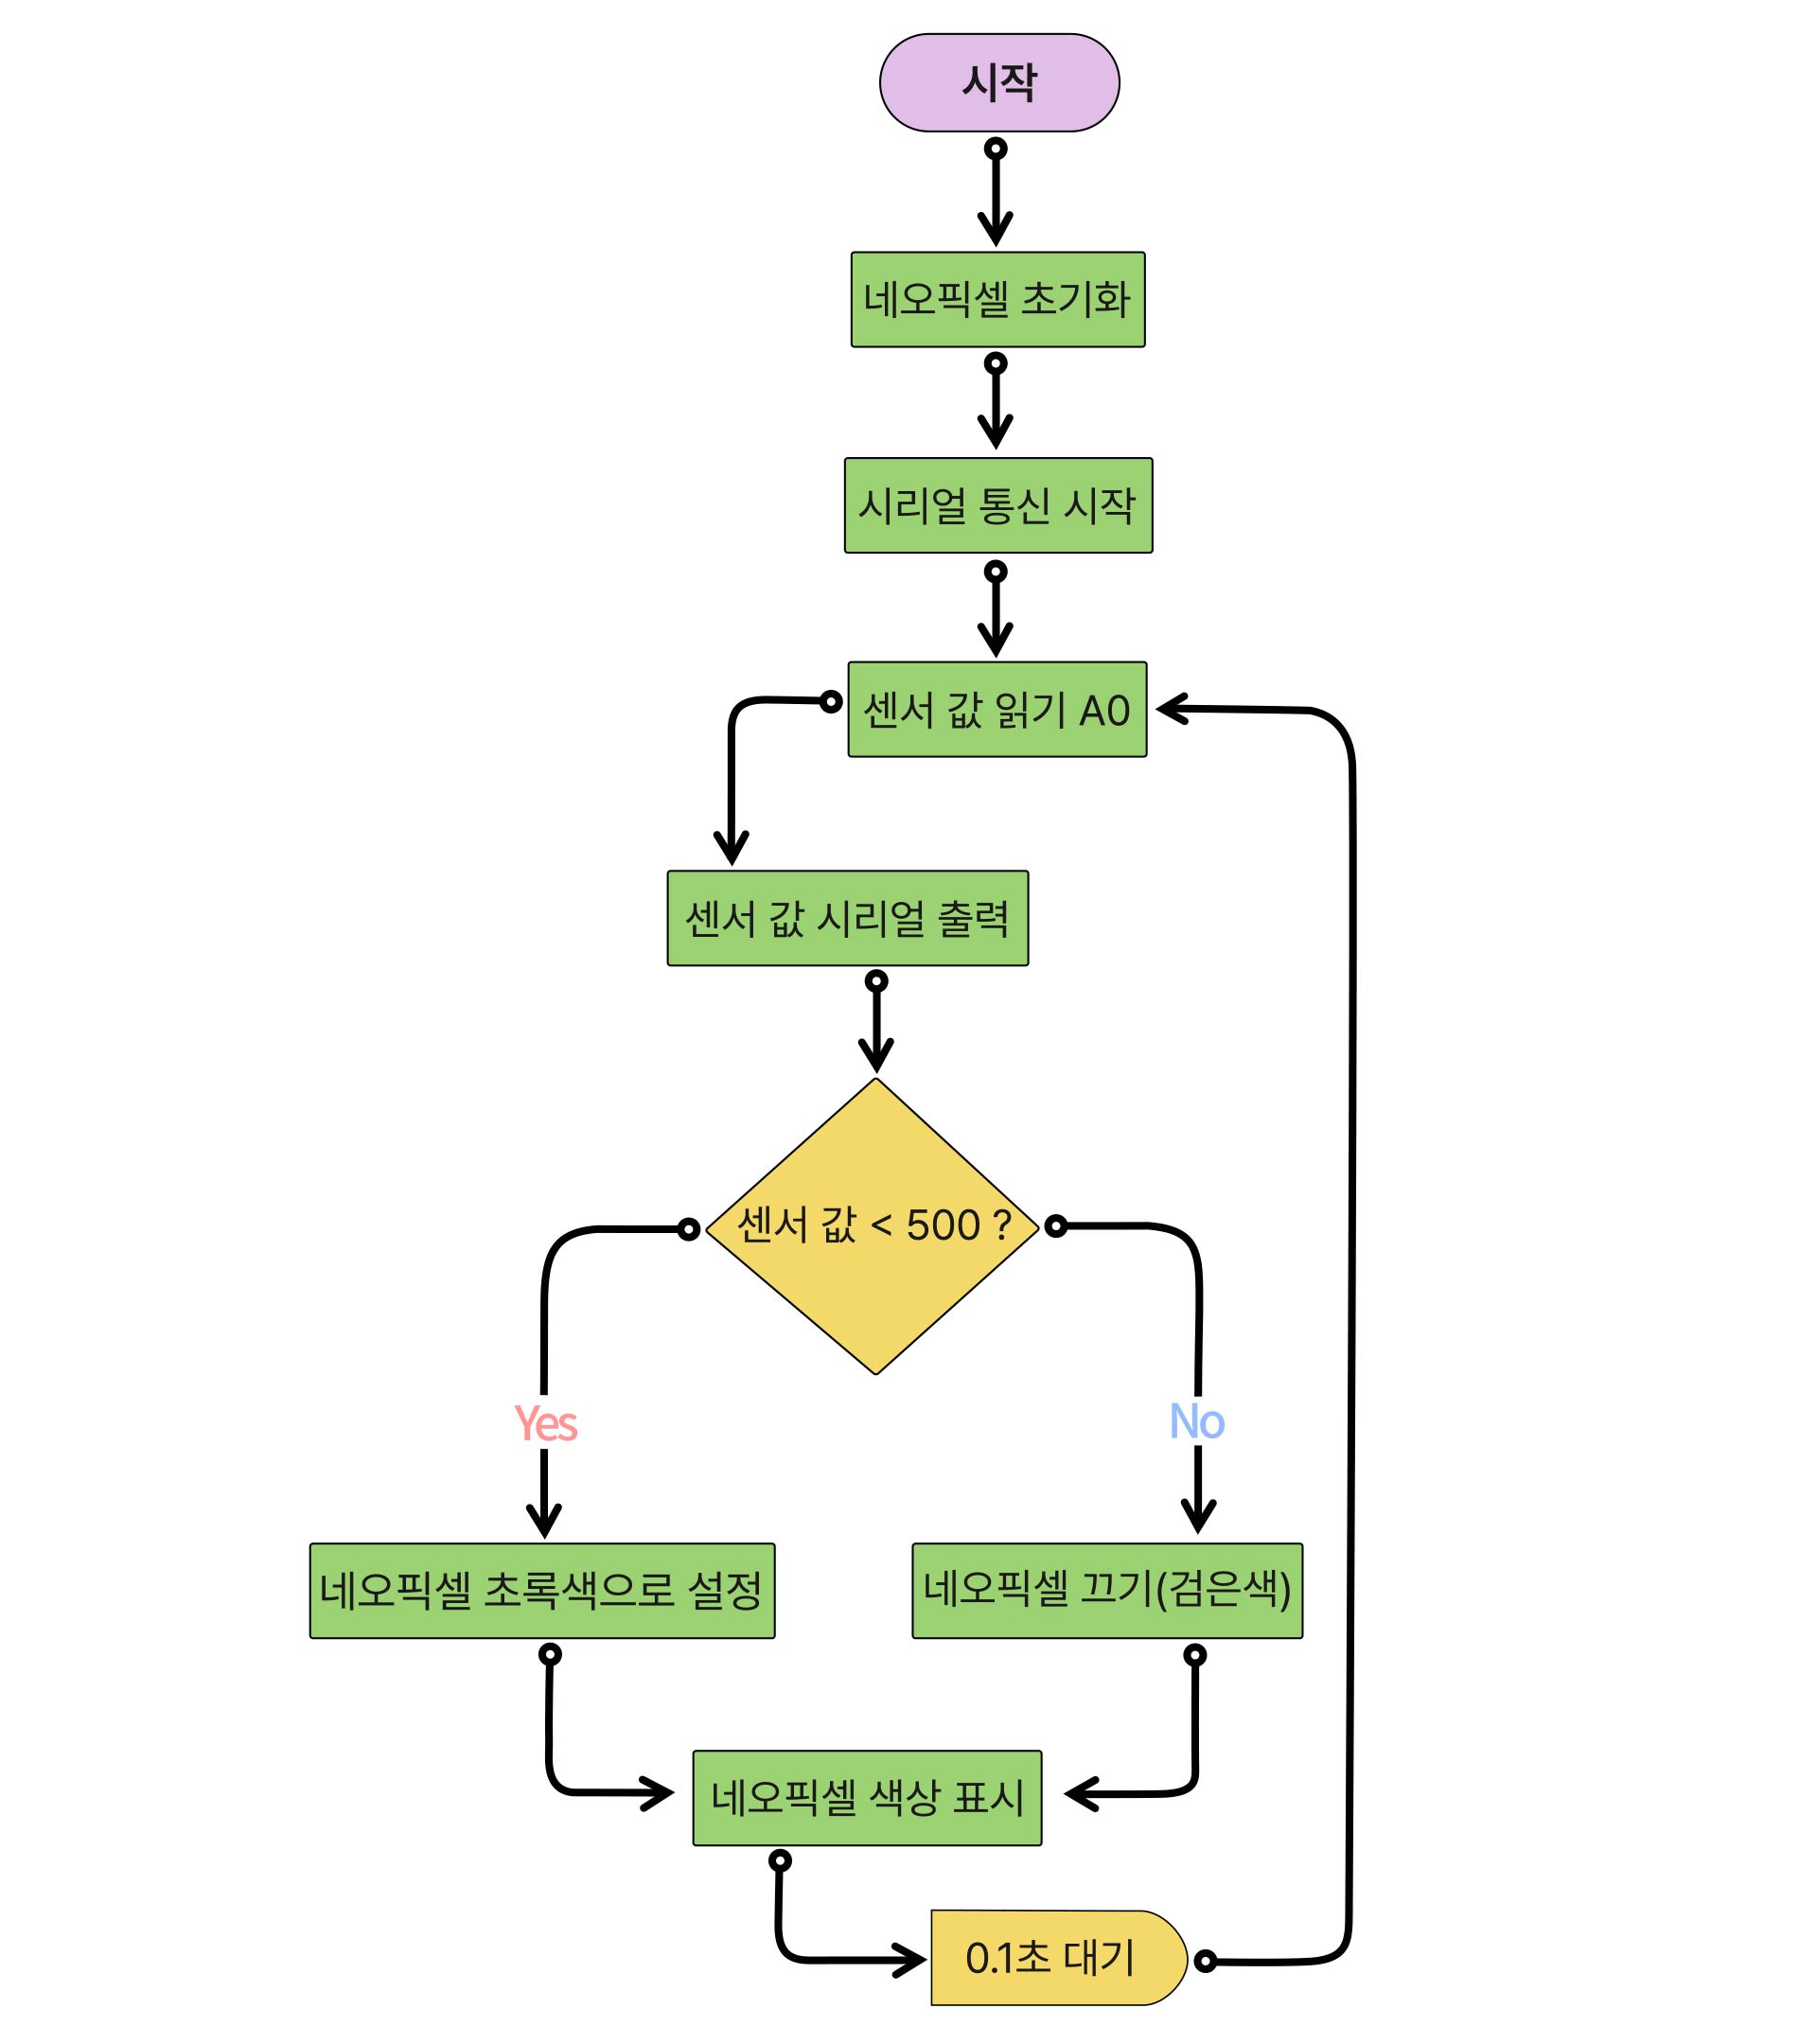 시작
네오픽셀 초기화
시리얼 통신 시작
센서 값 읽기 A0
센서 값 시리얼 출력
센서 값 < 500 ?
Yes
No
네오픽셀 초록색으로 설정
네오픽셀 끄기(검은색)
네오픽셀 색상 표시
0.1초 대기